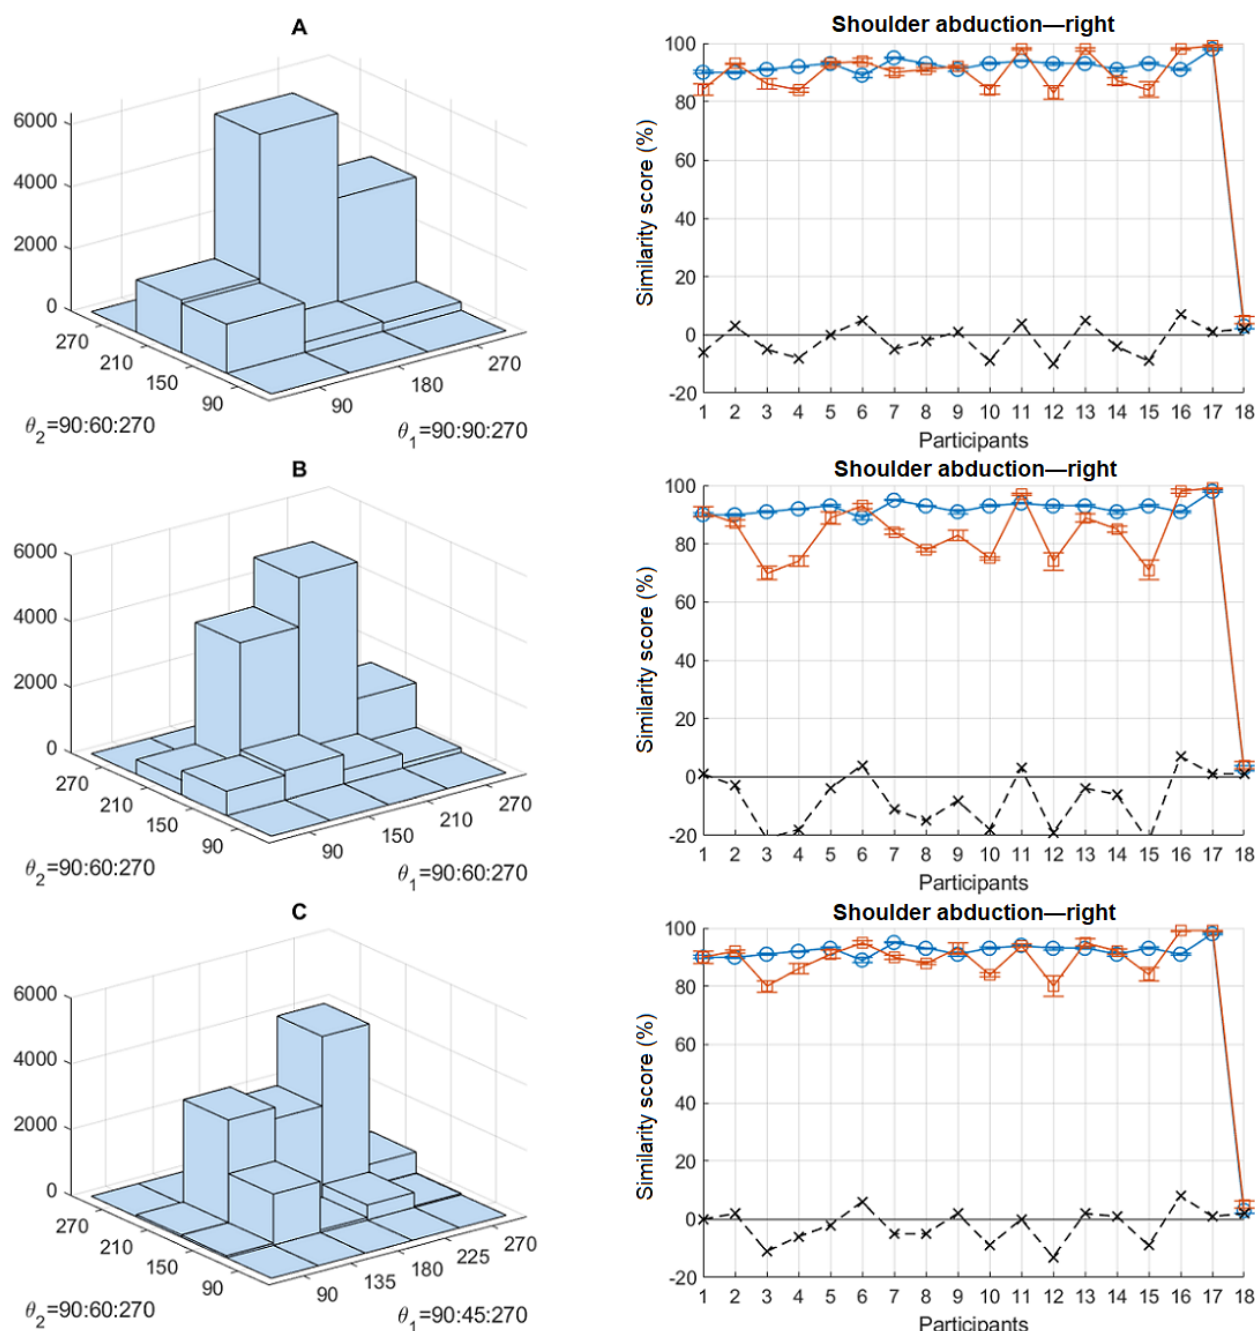 A
6000
4000
2000
0
270
210
150
90
90
180
270
θ2=90:60:270
θ1=90:90:270
Shoulder abduction—right
Similarity score (%)
100
80
60
40
20
0
-20
1 2 3 4 5 6 7 8 9 10 11 12 13 14 15 16 17 18
Participants
B
6000
4000
2000
0
270
210
150
90
90
150
210
270
θ2=90:60:270
θ1=90:60:270
Shoulder abduction—right
Similarity score (%)
100
80
60
40
20
0
-20
1 2 3 4 5 6 7 8 9 10 11 12 13 14 15 16 17 18
Participants
C
6000
4000
2000
0
270
210
150
90
90
135
180
225
270
θ2=90:60:270
θ1=90:45:270
Shoulder abduction—right
Similarity score (%)
100
80
60
40
20
0
-20
1 2 3 4 5 6 7 8 9 10 11 12 13 14 15 16 17 18
Participants